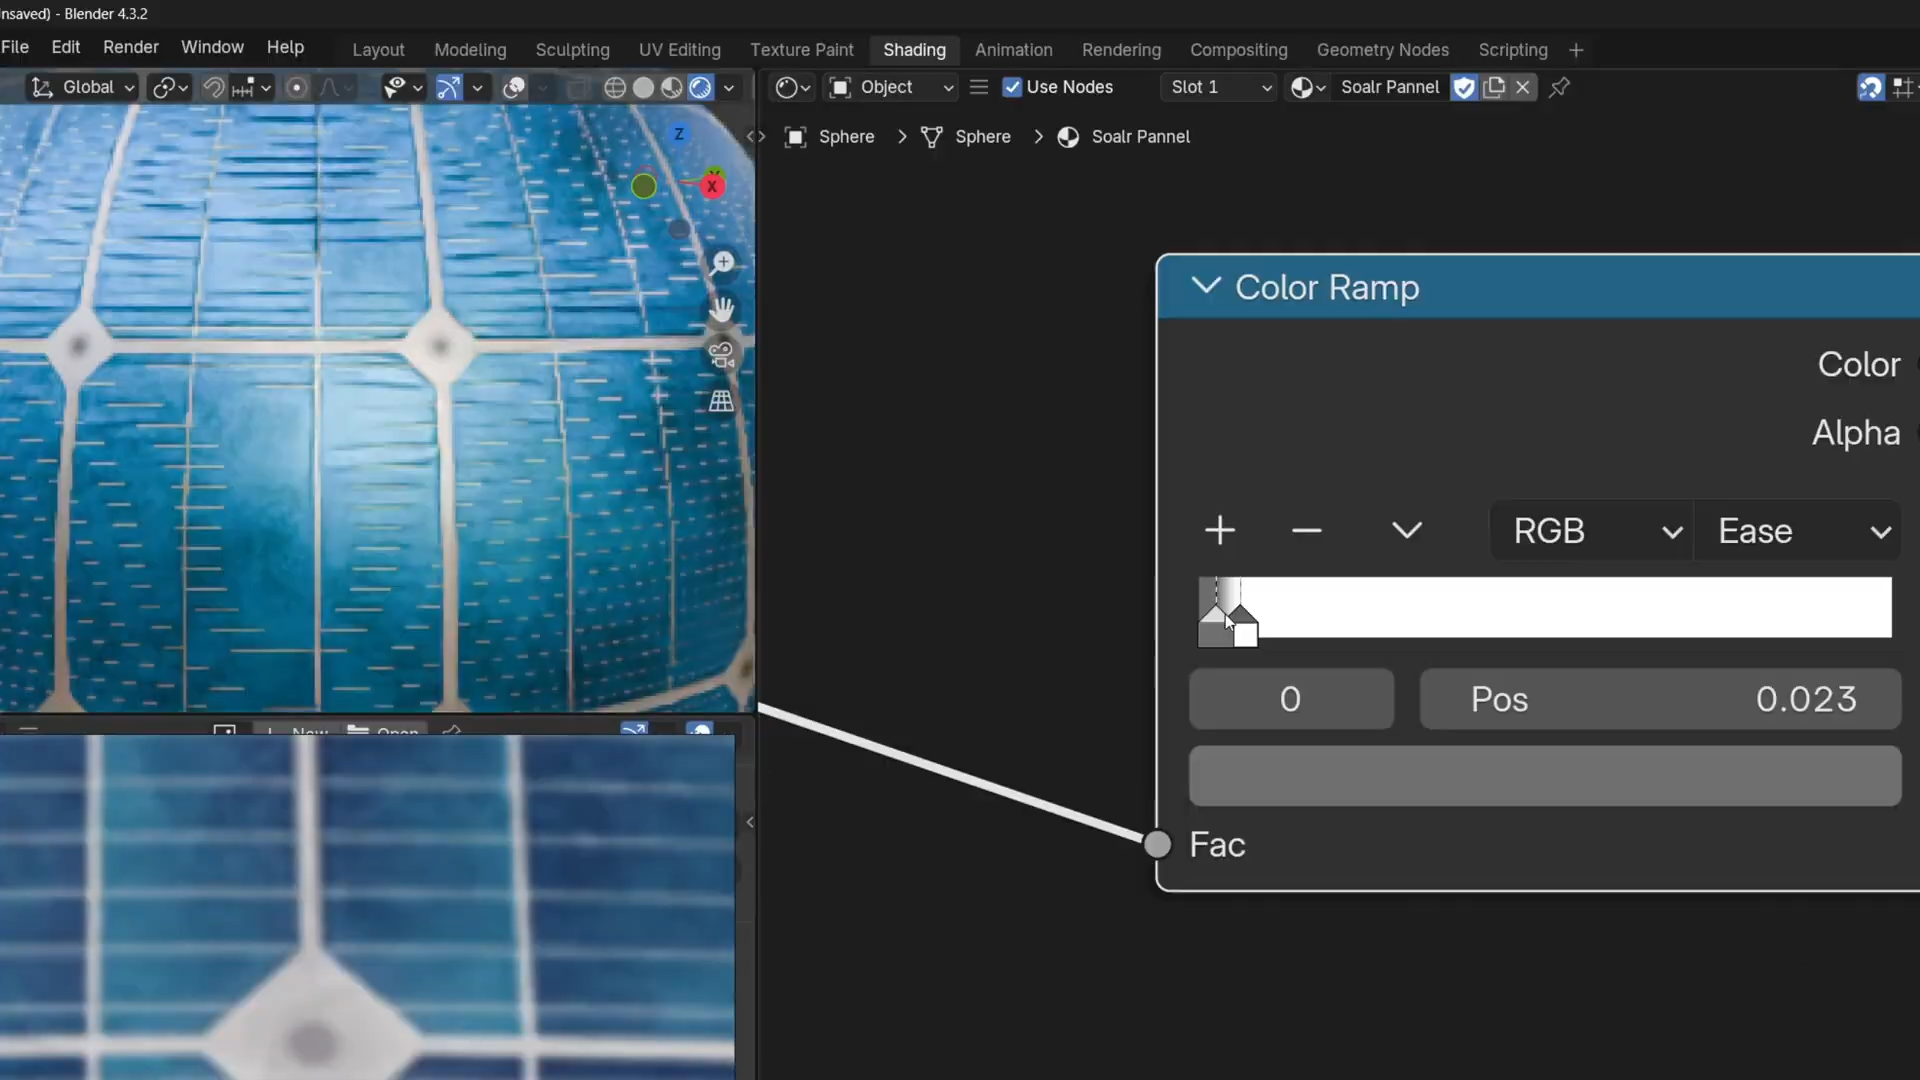 nsaved) - Blender 4.3.2
File Edit Render Window Help Layout Modeling Sculpting UV Editing Texture Paint Shading Animation Rendering Compositing Geometry Nodes Scripting
Global Object Use Nodes Slot 1 Soalr Pannel
Sphere Sphere Soalr Pannel
Z
Y
X
Color Ramp
Color
Alpha
RGB Ease
0 Pos 0.023
New Open
Fac